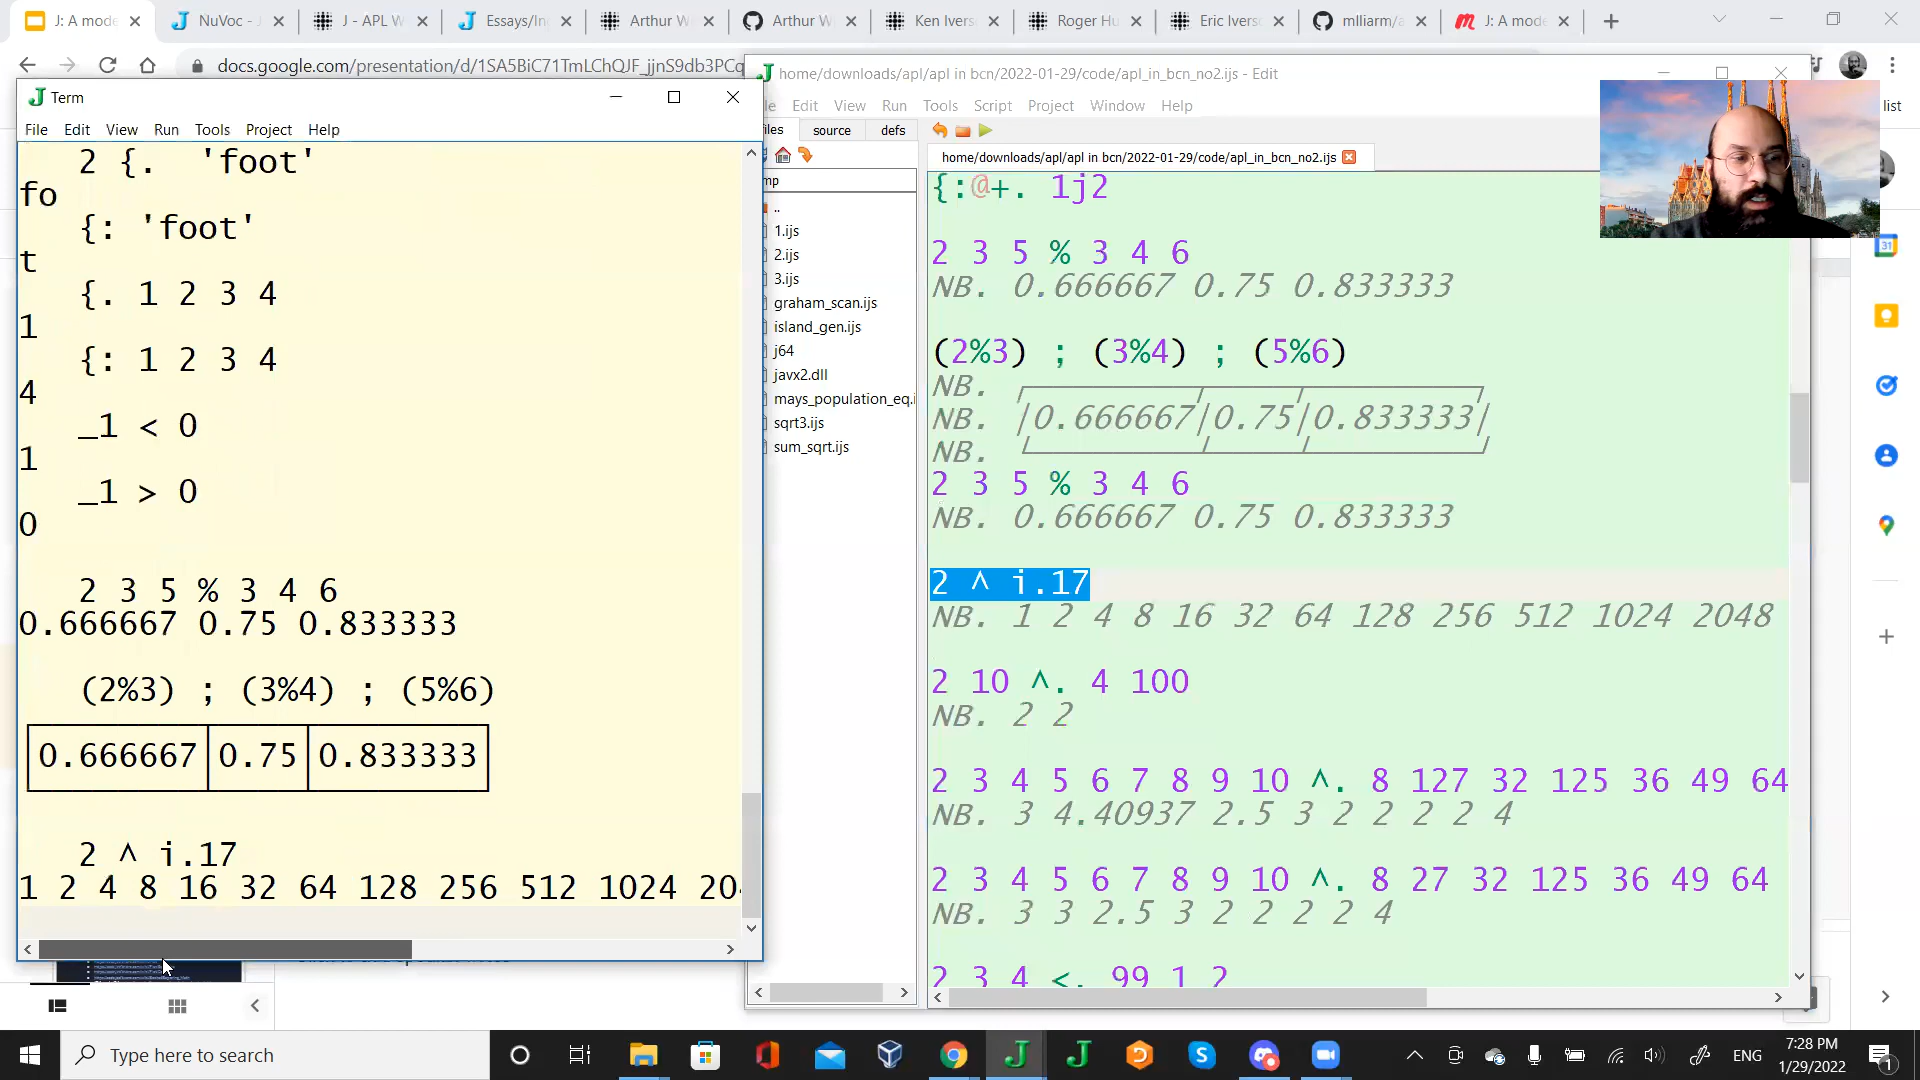 J: A mode
NuVoc - J
J - APL W
Essays/In
Arthur W
Arthur W
Ken Ivers
Roger Hu
Eric Ivers
mlliarm/a
J: A mode
docs.google.com/presentation/d/1SA5BiC71TmLChQJF_jjnS9db3PCq
list
Term
File Edit View Run Tools Project Help
2 {. 'foot'
fo
{: 'foot'
t
{. 1 2 3 4
1
{: 1 2 3 4
4
_1 < 0
1
_1 > 0
0
2 3 5 % 3 4 6
0.666667 0.75 0.833333
(2%3) ; (3%4) ; (5%6)
0.666667 0.75 0.833333
2 ^ i.17
1 2 4 8 16 32 64 128 256 512 1024 204
home/downloads/apl/apl in bcn/2022-01-29/code/apl_in_bcn_no2.ijs - Edit
le Edit View Run Tools Script Project Window Help
files source defs
mp
..
1.ijs
2.ijs
3.ijs
graham_scan.ijs
island_gen.ijs
j64
javx2.dll
mays_population_eq.i
sqrt3.ijs
sum_sqrt.ijs
home/downloads/apl/apl in bcn/2022-01-29/code/apl_in_bcn_no2.ijs
{:@+. 1j2
2 3 5 % 3 4 6
NB. 0.666667 0.75 0.833333
(2%3) ; (3%4) ; (5%6)
NB.
NB. |0.666667|0.75|0.833333|
NB.
2 3 5 % 3 4 6
NB. 0.666667 0.75 0.833333
2 ^ i.17
NB. 1 2 4 8 16 32 64 128 256 512 1024 2048
2 10 ^. 4 100
NB. 2 2
2 3 4 5 6 7 8 9 10 ^. 8 127 32 125 36 49 64
NB. 3 4.40937 2.5 3 2 2 2 2 4
2 3 4 5 6 7 8 9 10 ^. 8 27 32 125 36 49 64
NB. 3 3 2.5 3 2 2 2 2 4
2 3 4 <. 99 1 2
31
Type here to search
ENG
7:28 PM
1/29/2022
1